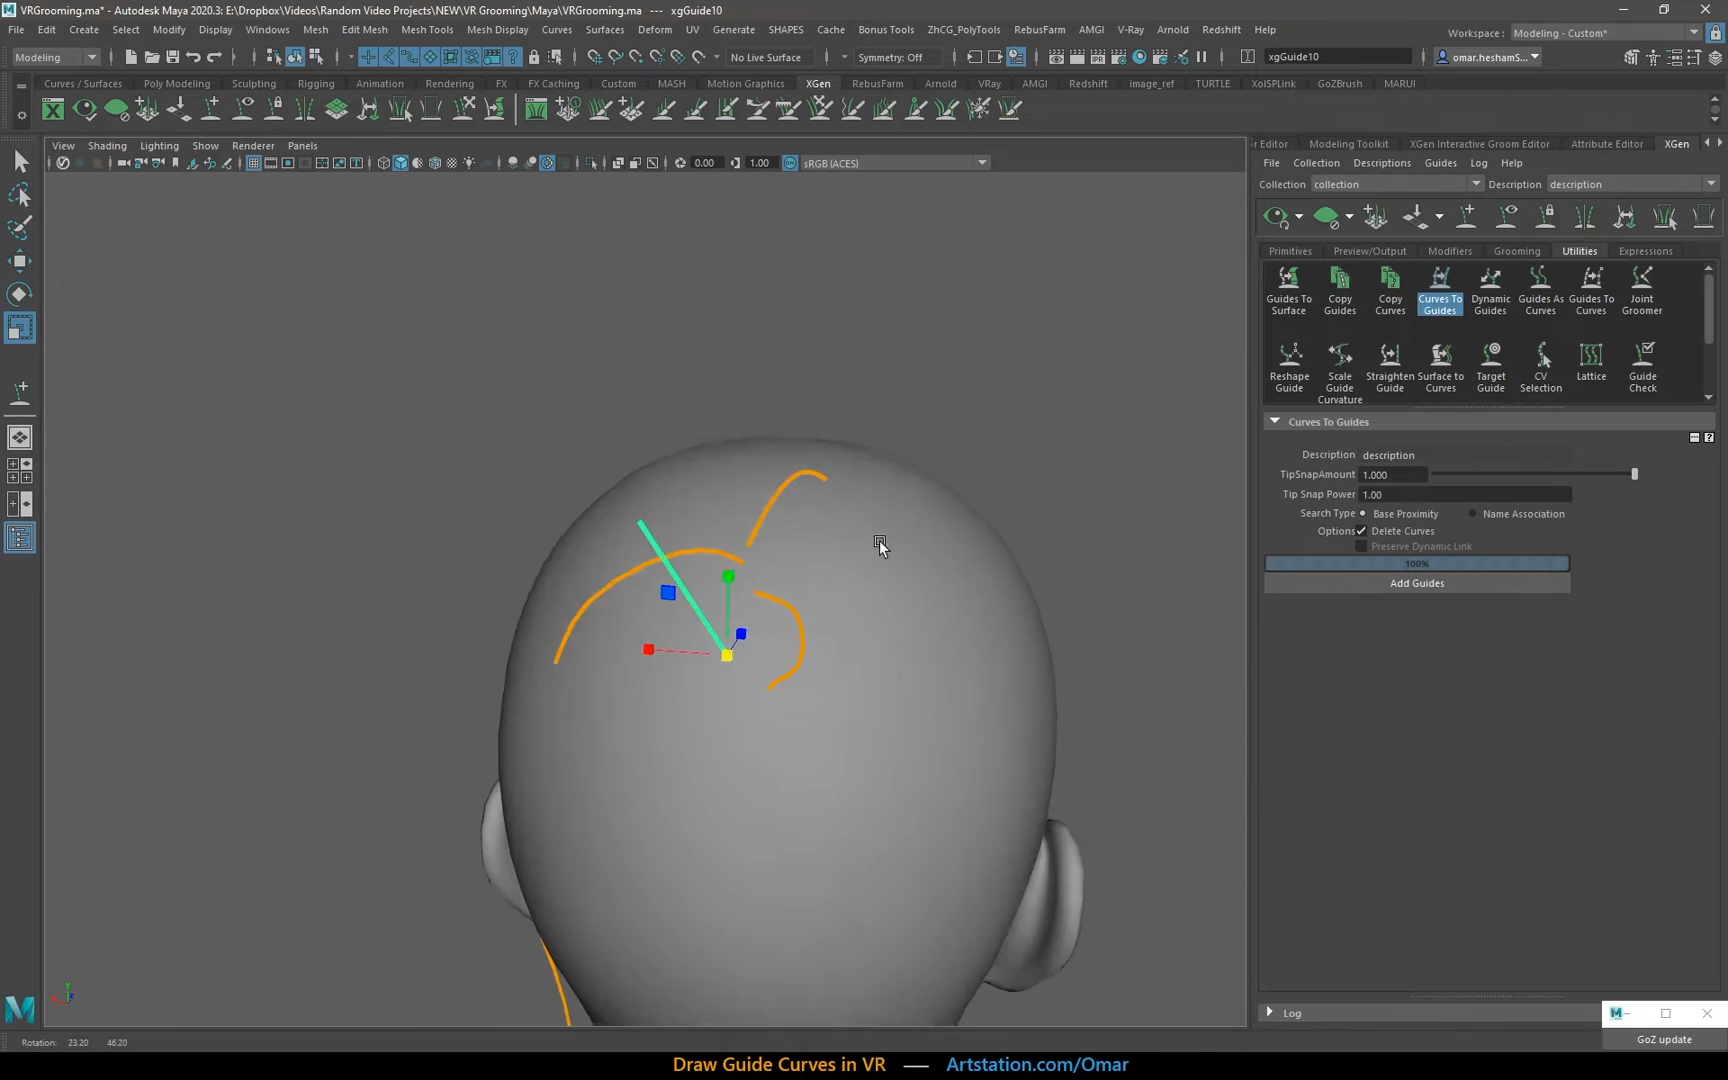 VRGrooming.ma* - Autodesk Maya 2020.3: E:\Dropbox\Videos\Random Video Projects\NEW\VR Grooming\Maya\VRGrooming.ma --- xgGuide10
File Edit Create Select Modify Display Windows Mesh Edit Mesh Mesh Tools Mesh Display Curves Surfaces Deform UV Generate SHAPES Cache Bonus Tools ZhCG_PolyTools RebusFarm AMGI V-Ray Arnold Redshift Help
Workspace : Modeling - Custom*
Modeling No Live Surface Symmetry: Off xgGuide10 omar.heshamS...
Curves / Surfaces Poly Modeling Sculpting Rigging Animation Rendering FX FX Caching Custom MASH Motion Graphics XGen RebusFarm Arnold VRay AMGI Redshift image_ref TURTLE XolSPLink GoZBrush MARUI
View Shading Lighting Show Renderer Panels
0.00 1.00 sRGB (ACES)
r Editor Modeling Toolkit XGen Interactive Groom Editor Attribute Editor XGen
File Collection Descriptions Guides Log Help
Collection collection Description description
Primitives Preview/Output Modifiers Grooming Utilities Expressions
Guides To Surface Copy Guides Copy Curves Curves To Guides Dynamic Guides Guides As Curves Guides To Curves Joint Groomer
Reshape Guide Scale Guide Curvature Straighten Guide Surface to Curves Target Guide CV Selection Lattice Guide Check
Curves To Guides
Description description
TipSnapAmount 1.000
Tip Snap Power 1.00
Search Type Base Proximity Name Association
Options Delete Curves
Preserve Dynamic Link
100%
Add Guides
y
z
Log
GoZ update
Rotation: 23.20 46.20
Draw Guide Curves in VR — Artstation.com/Omar